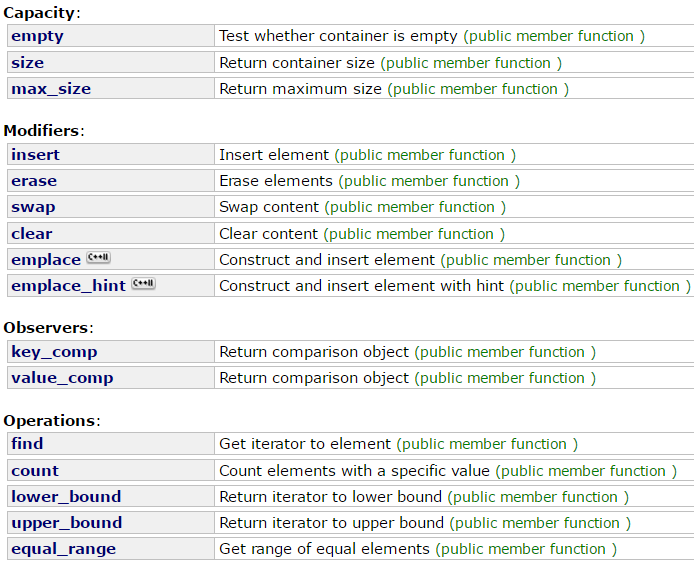 Capacity:
empty Test whether container is empty (public member function )
size Return container size (public member function )
max_size Return maximum size (public member function )
Modifiers:
insert Insert element (public member function )
erase Erase elements (public member function )
swap Swap content (public member function )
clear Clear content (public member function )
emplace C++11 Construct and insert element (public member function )
emplace_hint C++11 Construct and insert element with hint (public member function )
Observers:
key_comp Return comparison object (public member function )
value_comp Return comparison object (public member function )
Operations:
find Get iterator to element (public member function )
count Count elements with a specific value (public member function )
lower_bound Return iterator to lower bound (public member function )
upper_bound Return iterator to upper bound (public member function )
equal_range Get range of equal elements (public member function )